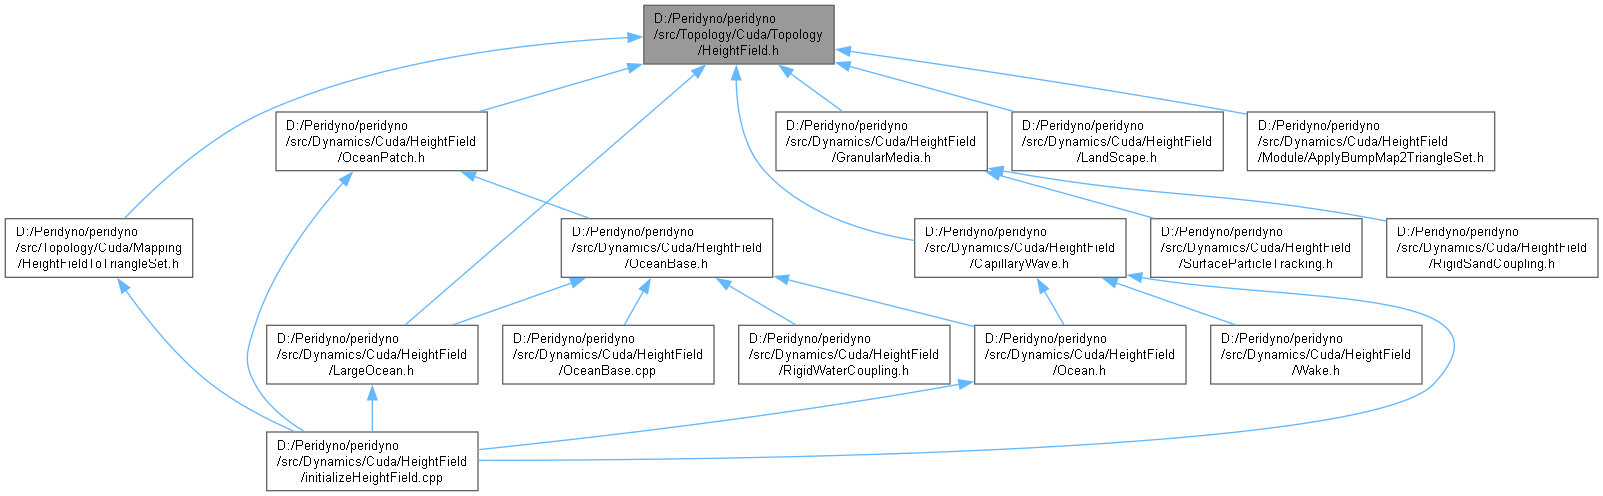 D:/Peridyno/peridyno
/src/Topology/Cuda/Topology
/HeightField.h
D:/Peridyno/peridyno
/src/Dynamics/Cuda/HeightField
/OceanPatch.h
D:/Peridyno/peridyno
/src/Dynamics/Cuda/HeightField
/GranularMedia.h
D:/Peridyno/peridyno
/src/Dynamics/Cuda/HeightField
/LandScape.h
D:/Peridyno/peridyno
/src/Dynamics/Cuda/HeightField
/Module/ApplyBumpMap2TriangleSet.h
D:/Peridyno/peridyno
/src/Topology/Cuda/Mapping
/HeightFieldToTriangleSet.h
D:/Peridyno/peridyno
/src/Dynamics/Cuda/HeightField
/OceanBase.h
D:/Peridyno/peridyno
/src/Dynamics/Cuda/HeightField
/CapillaryWave.h
D:/Peridyno/peridyno
/src/Dynamics/Cuda/HeightField
/SurfaceParticleTracking.h
D:/Peridyno/peridyno
/src/Dynamics/Cuda/HeightField
/RigidSandCoupling.h
D:/Peridyno/peridyno
/src/Dynamics/Cuda/HeightField
/LargeOcean.h
D:/Peridyno/peridyno
/src/Dynamics/Cuda/HeightField
/OceanBase.cpp
D:/Peridyno/peridyno
/src/Dynamics/Cuda/HeightField
/RigidWaterCoupling.h
D:/Peridyno/peridyno
/src/Dynamics/Cuda/HeightField
/Ocean.h
D:/Peridyno/peridyno
/src/Dynamics/Cuda/HeightField
/Wake.h
D:/Peridyno/peridyno
/src/Dynamics/Cuda/HeightField
/initializeHeightField.cpp